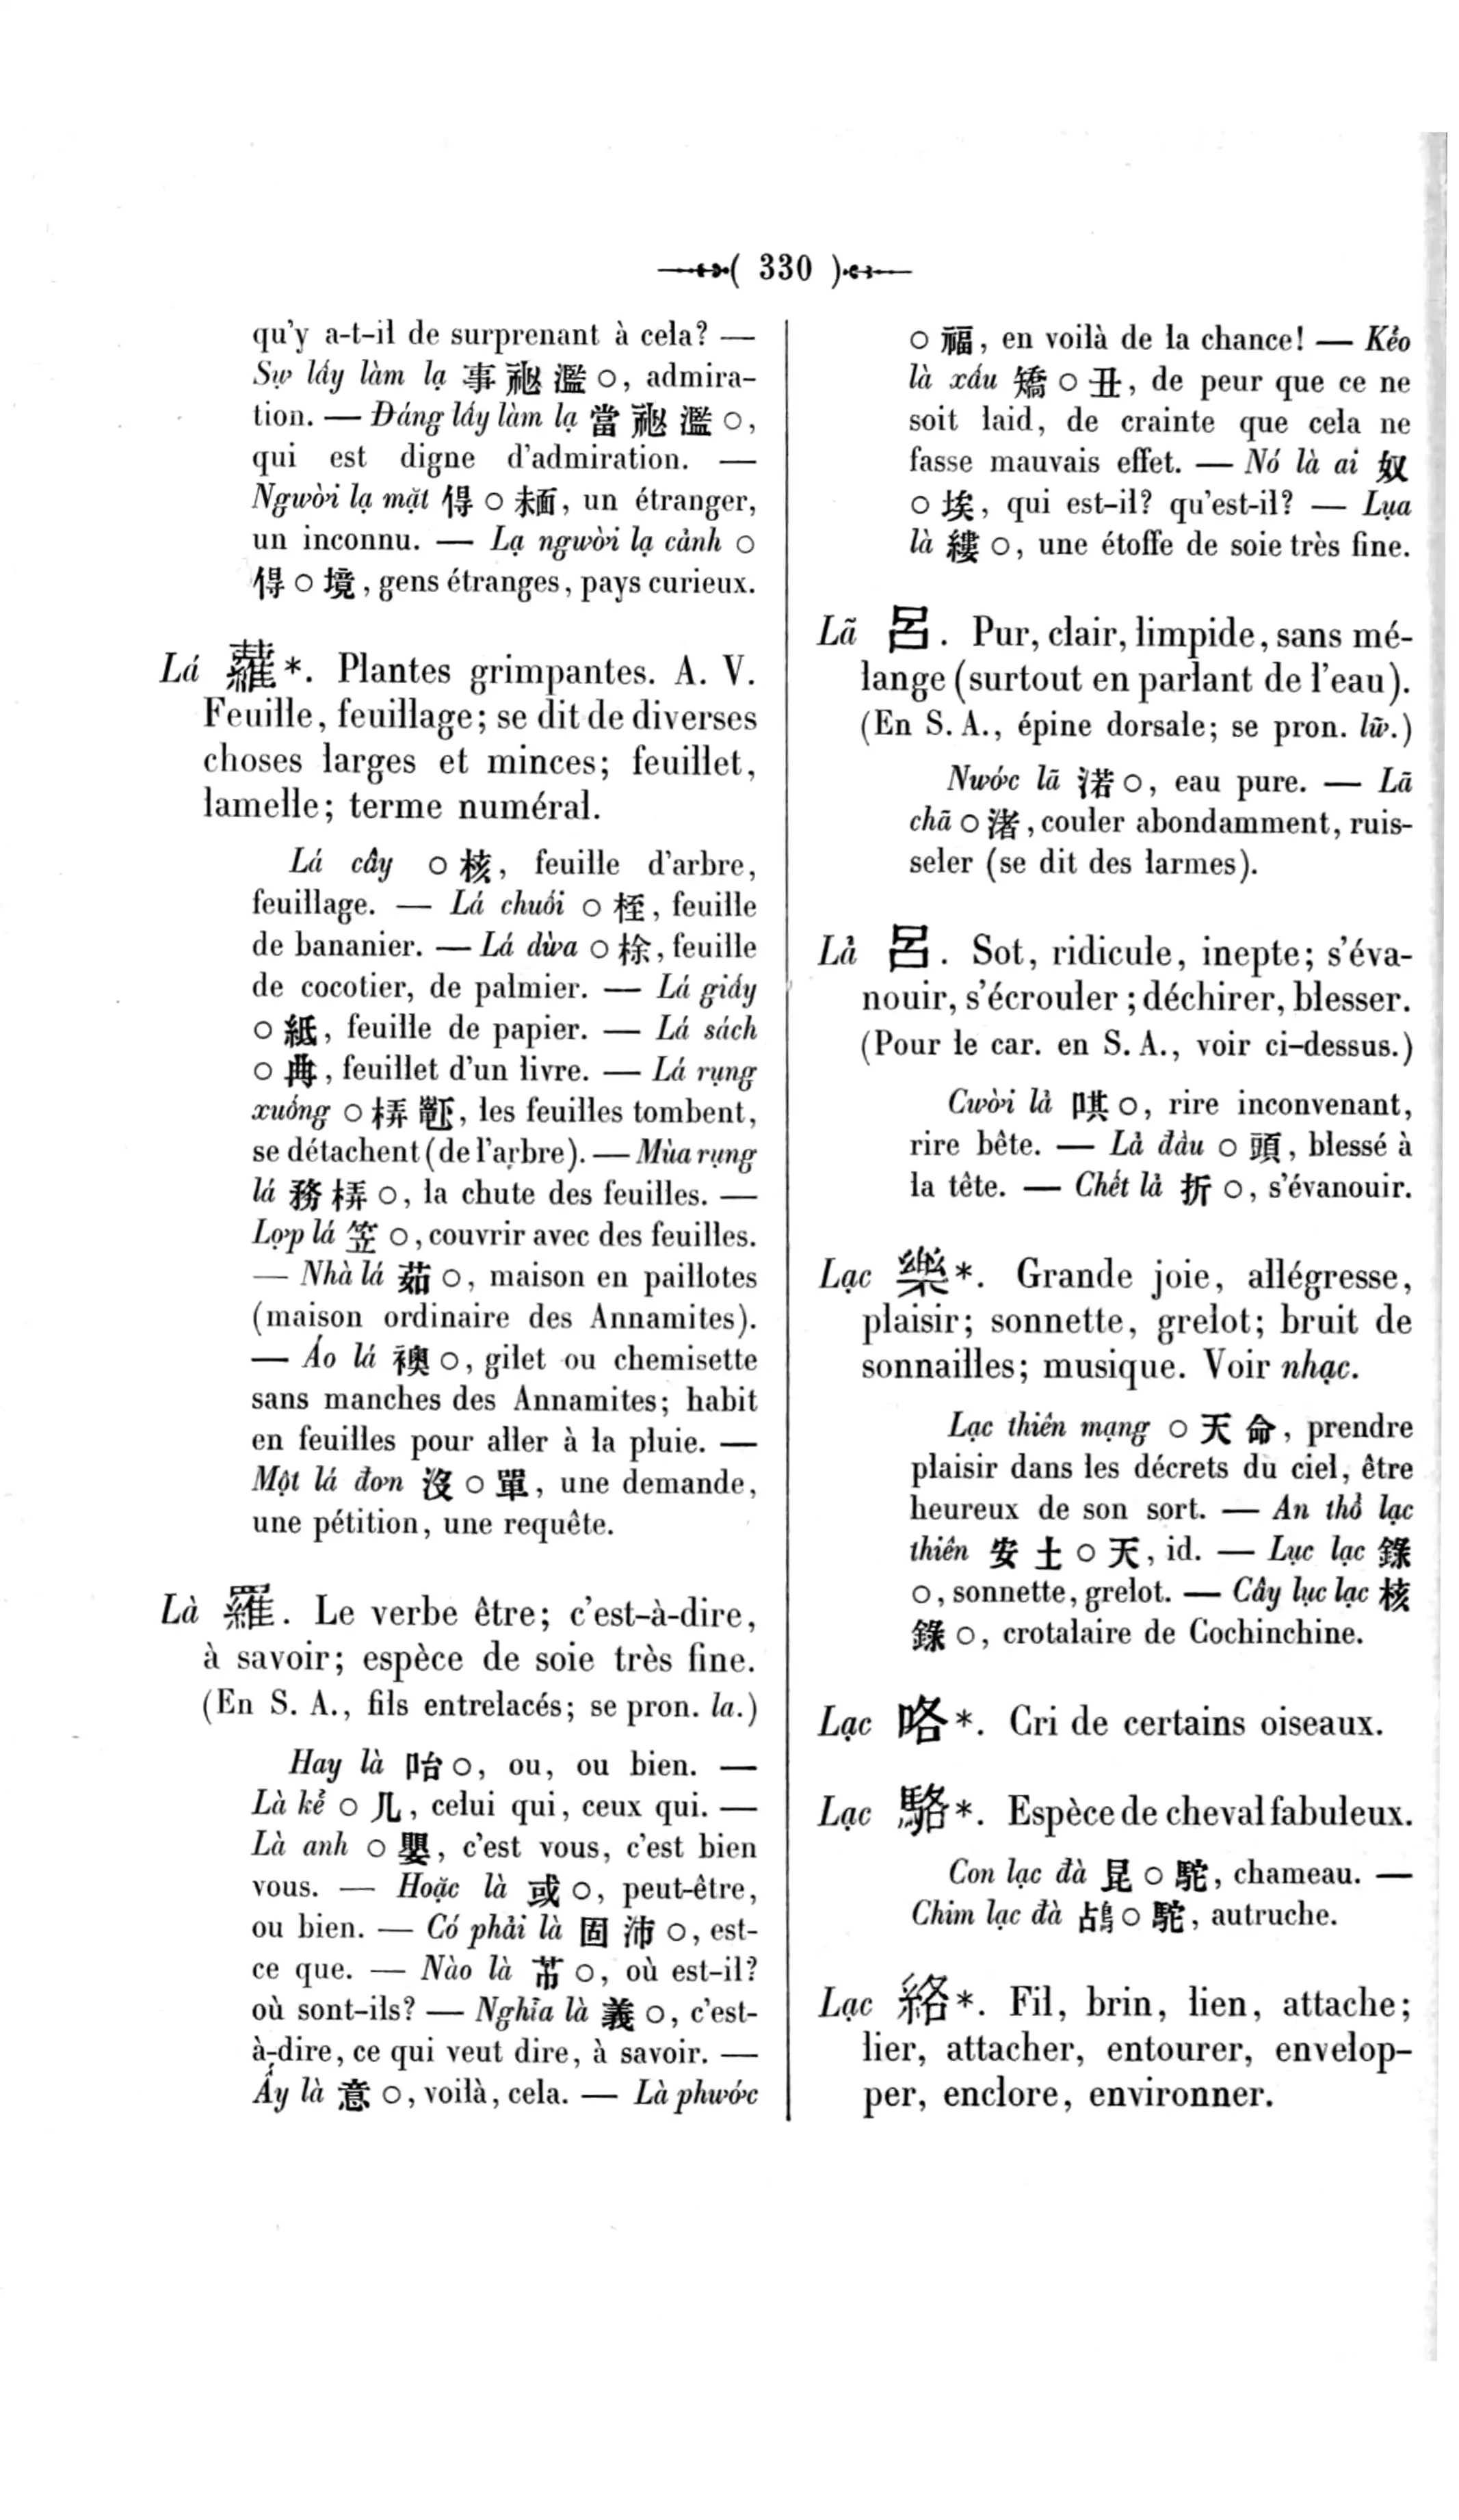 ( 330 )
qu'y a-t-il de surprenant à cela? —
Sự lấy làm lạ 事 𥙩 濫 ○, admira-
tion. — Đáng lấy làm lạ 當 𥙩 濫 ○,
qui est digne d'admiration. —
Người lạ mặt 㝵 ○ 𩈘, un étranger,
un inconnu. — Lạ người lạ cảnh ○
㝵 ○ 境, gens étranges, pays curieux.
Lá 蘿*. Plantes grimpantes. A. V.
Feuille, feuillage; se dit de diverses
choses larges et minces; feuillet,
lamelle; terme numéral.
Lá cây ○ 核, feuille d'arbre,
feuillage. — Lá chuối ○ 桎, feuille
de bananier. — Lá dừa ○ 梌, feuille
de cocotier, de palmier. — Lá giấy
○ 紙, feuille de papier. — Lá sách
○ 冊, feuillet d'un livre. — Lá rụng
xuống ○ 梇, les feuilles tombent,
se détachent (de l'arbre). — Mùa rụng
lá 務 梇 ○, la chute des feuilles. —
Lợp lá 笠 ○, couvrir avec des feuilles.
— Nhà lá 茹 ○, maison en paillotes
(maison ordinaire des Annamites).
— Áo lá 襖 ○, gilet ou chemisette
sans manches des Annamites; habit
en feuilles pour aller à la pluie. —
Một lá đơn 沒 ○ 單, une demande,
une pétition, une requête.
Là 羅. Le verbe être; c'est-à-dire,
à savoir; espèce de soie très fine.
(En S. A., fils entrelacés; se pron. la.)
Hay là 咍 ○, ou, ou bien. —
Là kẻ ○ 几, celui qui, ceux qui. —
Là anh ○ 嬰, c'est vous, c'est bien
vous. — Hoặc là 或 ○, peut-être,
ou bien. — Có phải là 固 沛 ○, est-
ce que. — Nào là 芾 ○, où est-il?
où sont-ils? — Nghĩa là 義 ○, c'est-
à-dire, ce qui veut dire, à savoir. —
Ấy là 意 ○, voilà, cela. — Là phước
○ 福, en voilà de la chance! — Kẻo
là xấu 矯 ○ 丑, de peur que ce ne
soit laid, de crainte que cela ne
fasse mauvais effet. — Nó là ai 奴
○ 埃, qui est-il? qu'est-il? — Lụa
là 縷 ○, une étoffe de soie très fine.
Lã 呂. Pur, clair, limpide, sans mé-
lange (surtout en parlant de l'eau).
(En S. A., épine dorsale; se pron. lữ.)
Nước lã 渃 ○, eau pure. — Lã
chã ○ 渚, couler abondamment, ruis-
seler (se dit des larmes).
Lả 呂. Sot, ridicule, inepte; s'éva-
nouir, s'écrouler; déchirer, blesser.
(Pour le car. en S. A., voir ci-dessus.)
Cười lả 唭 ○, rire inconvenant,
rire bête. — Lả đầu ○ 頭, blessé à
la tête. — Chết lả 折 ○, s'évanouir.
Lạc 樂*. Grande joie, allégresse,
plaisir; sonnette, grelot; bruit de
sonnailles; musique. Voir nhạc.
Lạc thiên mạng ○ 天 命, prendre
plaisir dans les décrets du ciel, être
heureux de son sort. — An thổ lạc
thiên 安 土 ○ 天, id. — Lục lạc 錄
○, sonnette, grelot. — Cây lục lạc 核
錄 ○, crotalaire de Cochinchine.
Lạc 咯*. Cri de certains oiseaux.
Lạc 駱*. Espèce de cheval fabuleux.
Con lạc đà 昆 ○ 駝, chameau. —
Chim lạc đà 鴣 ○ 駝, autruche.
Lạc 絡*. Fil, brin, lien, attache;
lier, attacher, entourer, envelop-
per, enclore, environner.